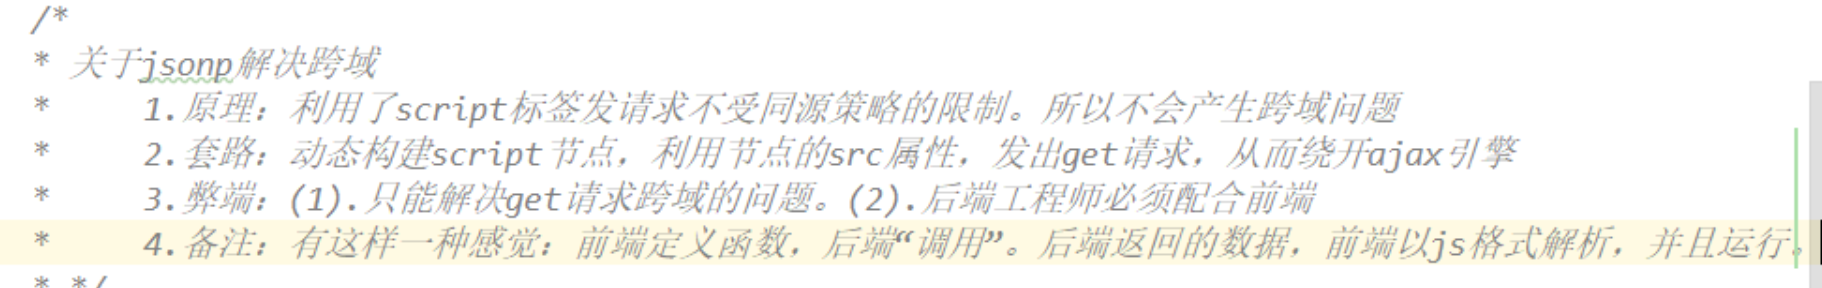 /*
* 关于jsonp解决跨域
* 1.原理：利用了script标签发请求不受同源策略的限制。所以不会产生跨域问题
* 2.套路：动态构建script节点，利用节点的src属性，发出get请求，从而绕开ajax引擎
* 3.弊端：(1).只能解决get请求跨域的问题。(2).后端工程师必须配合前端
* 4.备注：有这样一种感觉：前端定义函数，后端“调用”。后端返回的数据，前端以js格式解析，并且运行。
* */